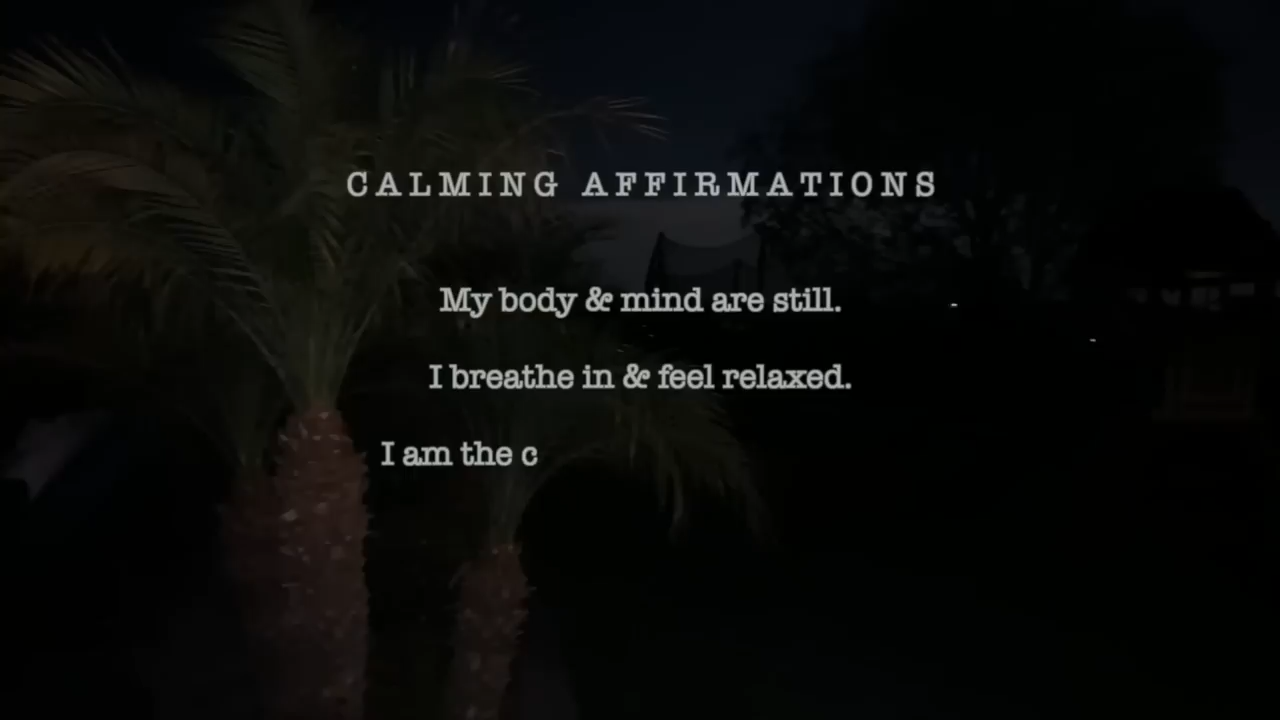 CALMING AFFIRMATIONS
My body & mind are still.
I breathe in & feel relaxed.
I am the c